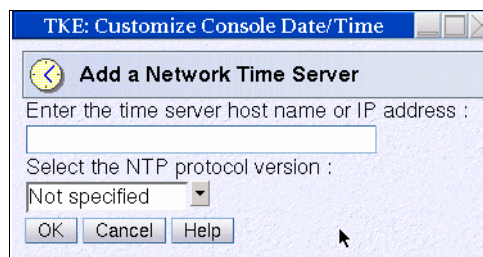 TKE: Customize Console Date/Time
Add a Network Time Server
Enter the time server host name or IP address :
Select the NTP protocol version :
Not specified
OK Cancel Help